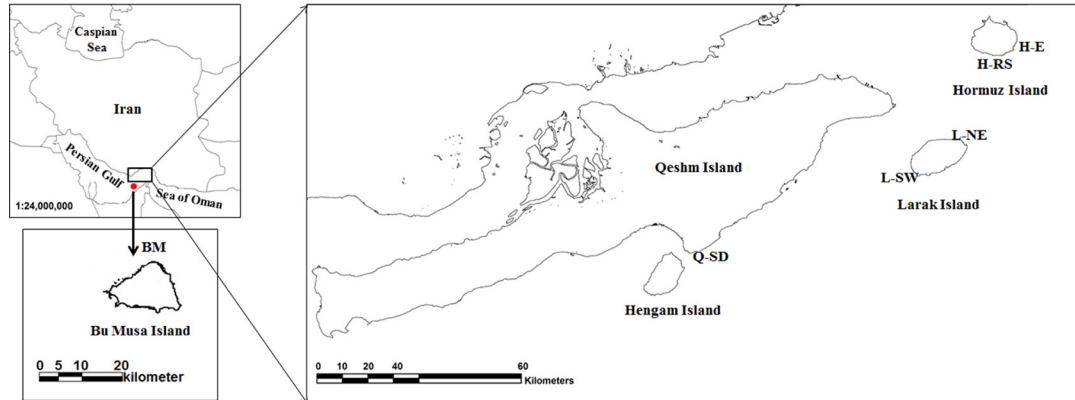 Caspian
Sea
Iran
Persian Gulf
Sea of Oman
1:24,000,000
BM
Bu Musa Island
0 5 10 20
kilometer
H-E
H-RS
Hormuz Island
L-NE
Qeshm Island
L-SW
Larak Island
Q-SD
Hengam Island
0 10 20 40 60
Kilometers